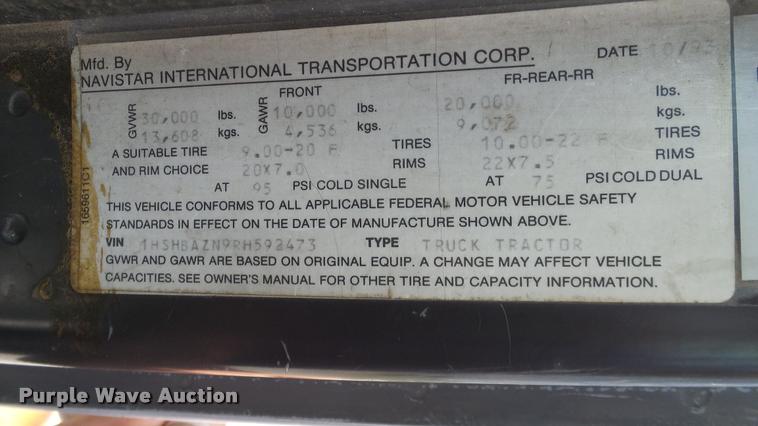 Mfd. By
NAVISTAR INTERNATIONAL TRANSPORTATION CORP. DATE 10/93
FRONT FR-REAR-RR
GVWR 30,000 lbs. GAWR 10,000 lbs. 20,000 lbs.
13,608 kgs. 4,536 kgs. 9,072 kgs.
A SUITABLE TIRE 9.00-20 F TIRES 10.00-22 F TIRES
AND RIM CHOICE 20X7.0 RIMS 22X7.5 RIMS
AT 95 PSI COLD SINGLE AT 75 PSI COLD DUAL
THIS VEHICLE CONFORMS TO ALL APPLICABLE FEDERAL MOTOR VEHICLE SAFETY
STANDARDS IN EFFECT ON THE DATE OF MANUFACTURE SHOWN ABOVE.
VIN 1HSHBAZN9RH592473 TYPE TRUCK TRACTOR
GVWR AND GAWR ARE BASED ON ORIGINAL EQUIP. A CHANGE MAY AFFECT VEHICLE
CAPACITIES. SEE OWNER'S MANUAL FOR OTHER TIRE AND CAPACITY INFORMATION.
1659611C1
Purple Wave Auction